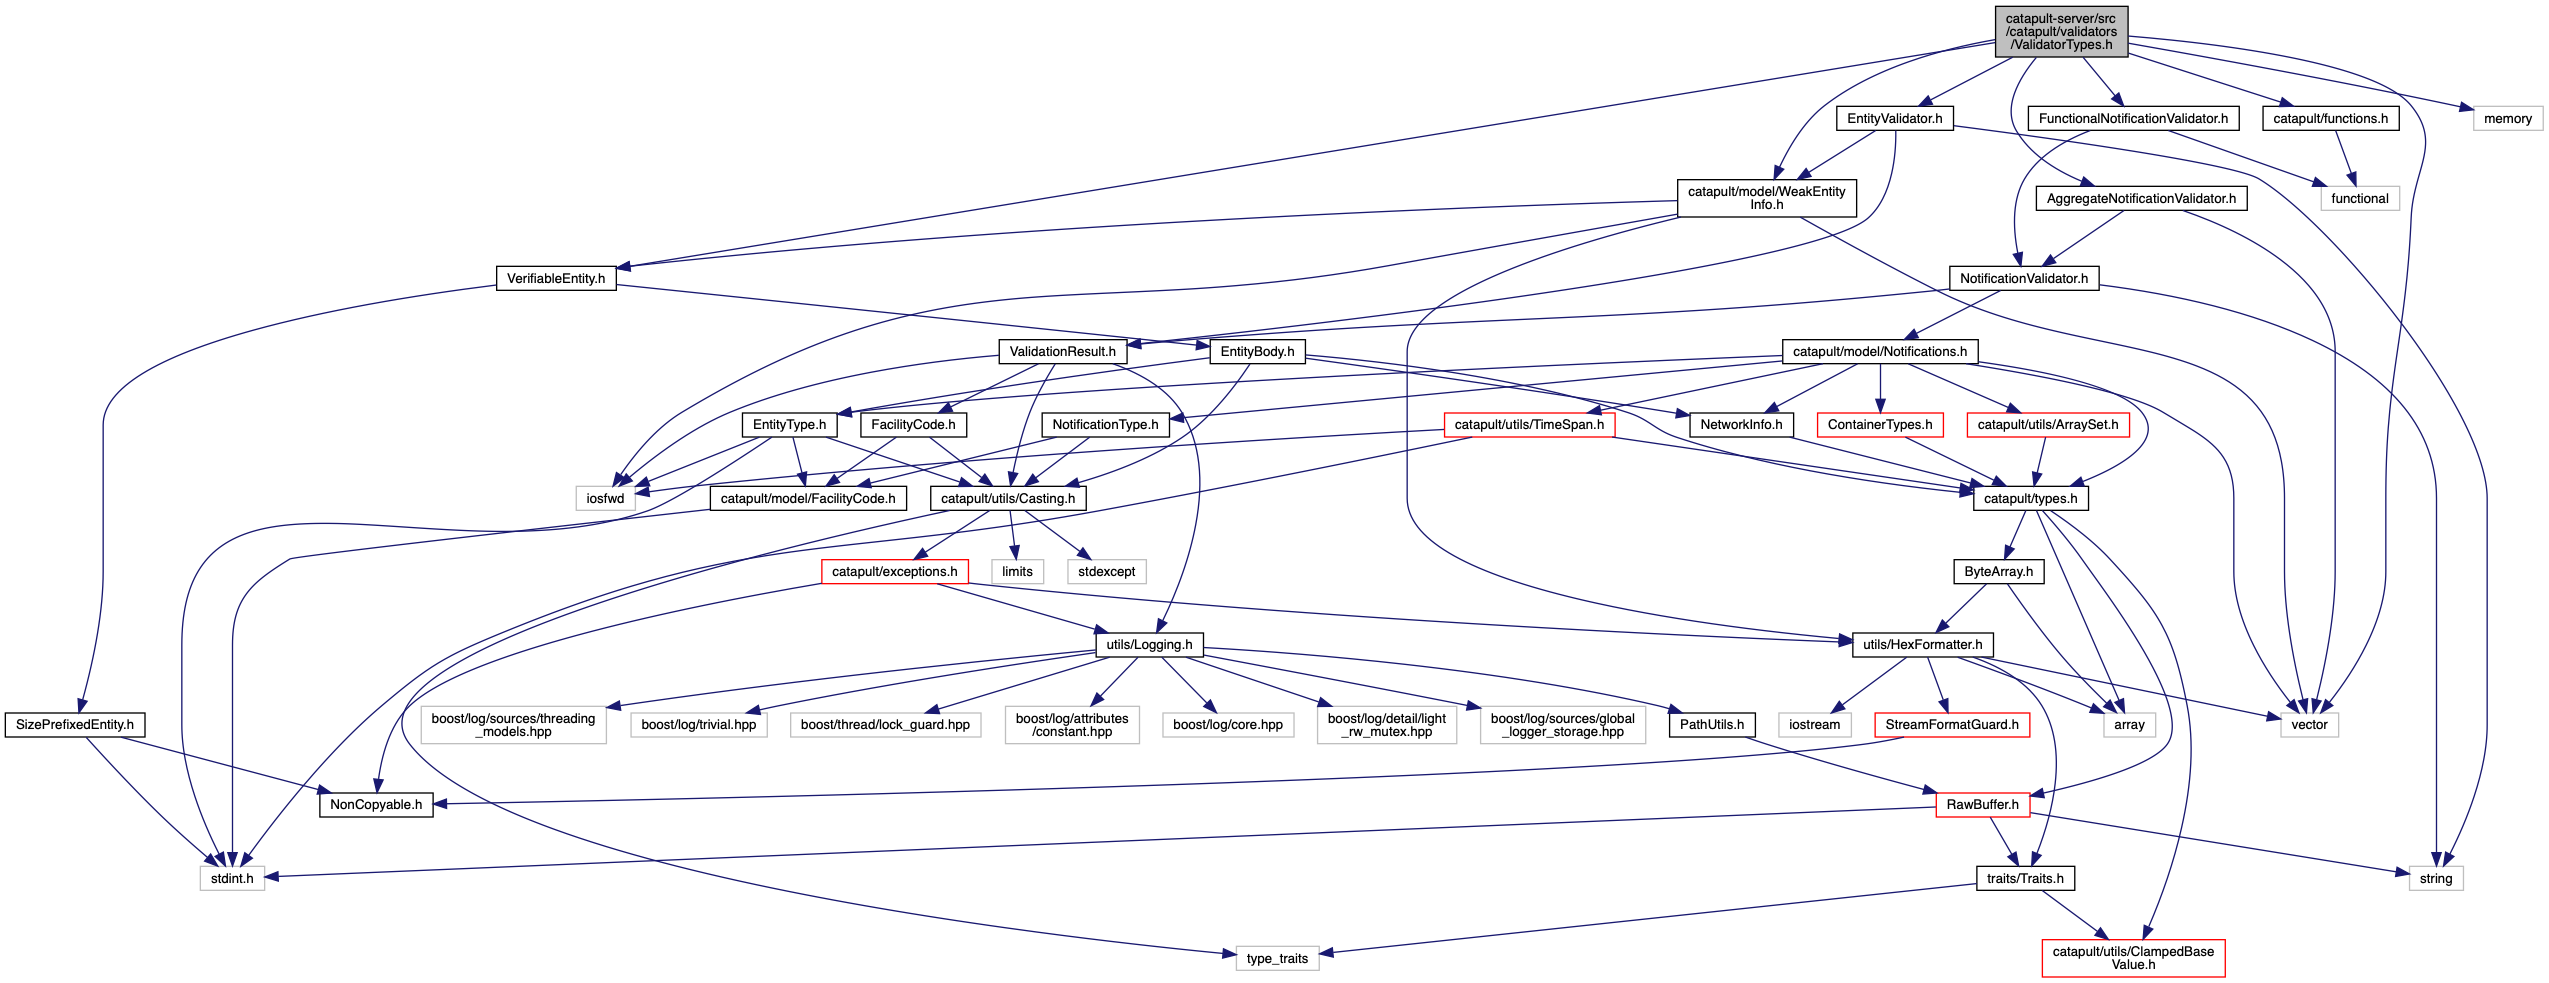 catapult-server/src
/catapult/validators
/ValidatorTypes.h
EntityValidator.h
FunctionalNotificationValidator.h
catapult/functions.h
memory
catapult/model/WeakEntity
Info.h
AggregateNotificationValidator.h
functional
VerifiableEntity.h
NotificationValidator.h
ValidationResult.h
EntityBody.h
catapult/model/Notifications.h
EntityType.h
FacilityCode.h
NotificationType.h
catapult/utils/TimeSpan.h
NetworkInfo.h
ContainerTypes.h
catapult/utils/ArraySet.h
iosfwd
catapult/model/FacilityCode.h
catapult/utils/Casting.h
catapult/types.h
catapult/exceptions.h
limits
stdexcept
ByteArray.h
utils/Logging.h
utils/HexFormatter.h
SizePrefixedEntity.h
boost/log/sources/threading
_models.hpp
boost/log/trivial.hpp
boost/thread/lock_guard.hpp
boost/log/attributes
/constant.hpp
boost/log/core.hpp
boost/log/detail/light
_rw_mutex.hpp
boost/log/sources/global
_logger_storage.hpp
PathUtils.h
iostream
StreamFormatGuard.h
array
vector
NonCopyable.h
RawBuffer.h
stdint.h
traits/Traits.h
string
type_traits
catapult/utils/ClampedBase
Value.h